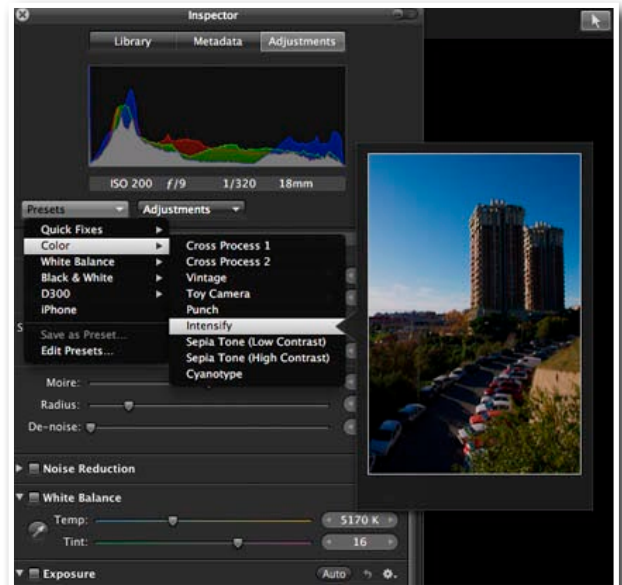 Inspector
Library Metadata Adjustments
ISO 200 f/9 1/320 18mm
Presets Adjustments
Quick Fixes
Color
White Balance
Black & White
D300
iPhone
Save as Preset...
Edit Presets...
Cross Process 1
Cross Process 2
Vintage
Toy Camera
Punch
Intensify
Sepia Tone (Low Contrast)
Sepia Tone (High Contrast)
Cyanotype
S
Moire:
Radius:
De-noise:
Noise Reduction
White Balance
Temp: 5170 K
Tint: 16
Exposure Auto